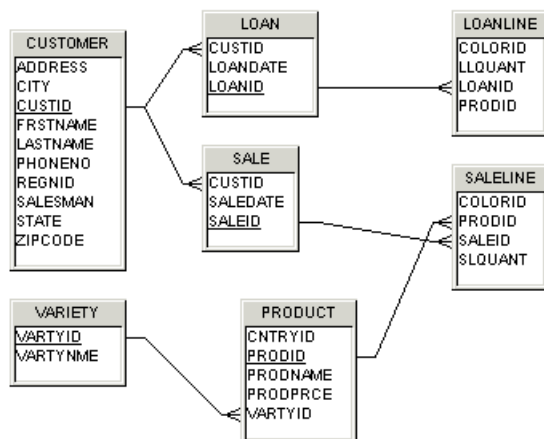 CUSTOMER
ADDRESS
CITY
CUSTID
FRSTNAME
LASTNAME
PHONENO
REGNID
SALESMAN
STATE
ZIPCODE
LOAN
CUSTID
LOANDATE
LOANID
LOANLINE
COLORID
LLQUANT
LOANID
PRODID
SALE
CUSTID
SALEDATE
SALEID
SALELINE
COLORID
PRODID
SALEID
SLQUANT
VARIETY
VARTYID
VARTYNME
PRODUCT
CNTRYID
PRODID
PRODNAME
PRODPRCE
VARTYID